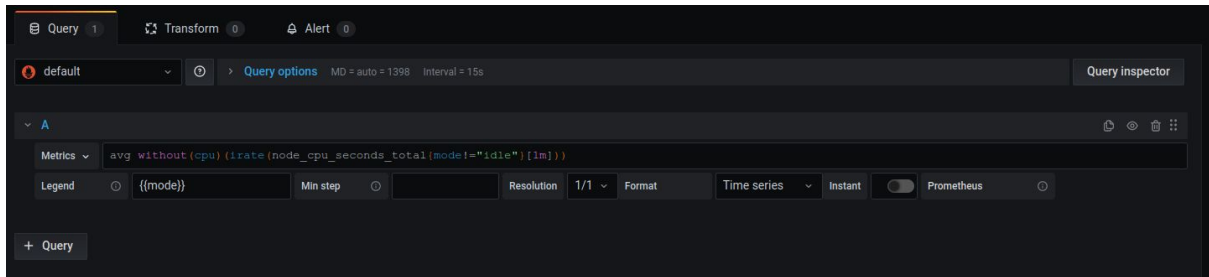 Query 1 Transform 0 Alert 0
default Query options MD = auto = 1398 Interval = 15s Query inspector
A
Metrics avg without(cpu)(irate(node_cpu_seconds_total{mode!="idle"}[1m]))
Legend {{mode}} Min step Resolution 1/1 Format Time series Instant Prometheus
+ Query